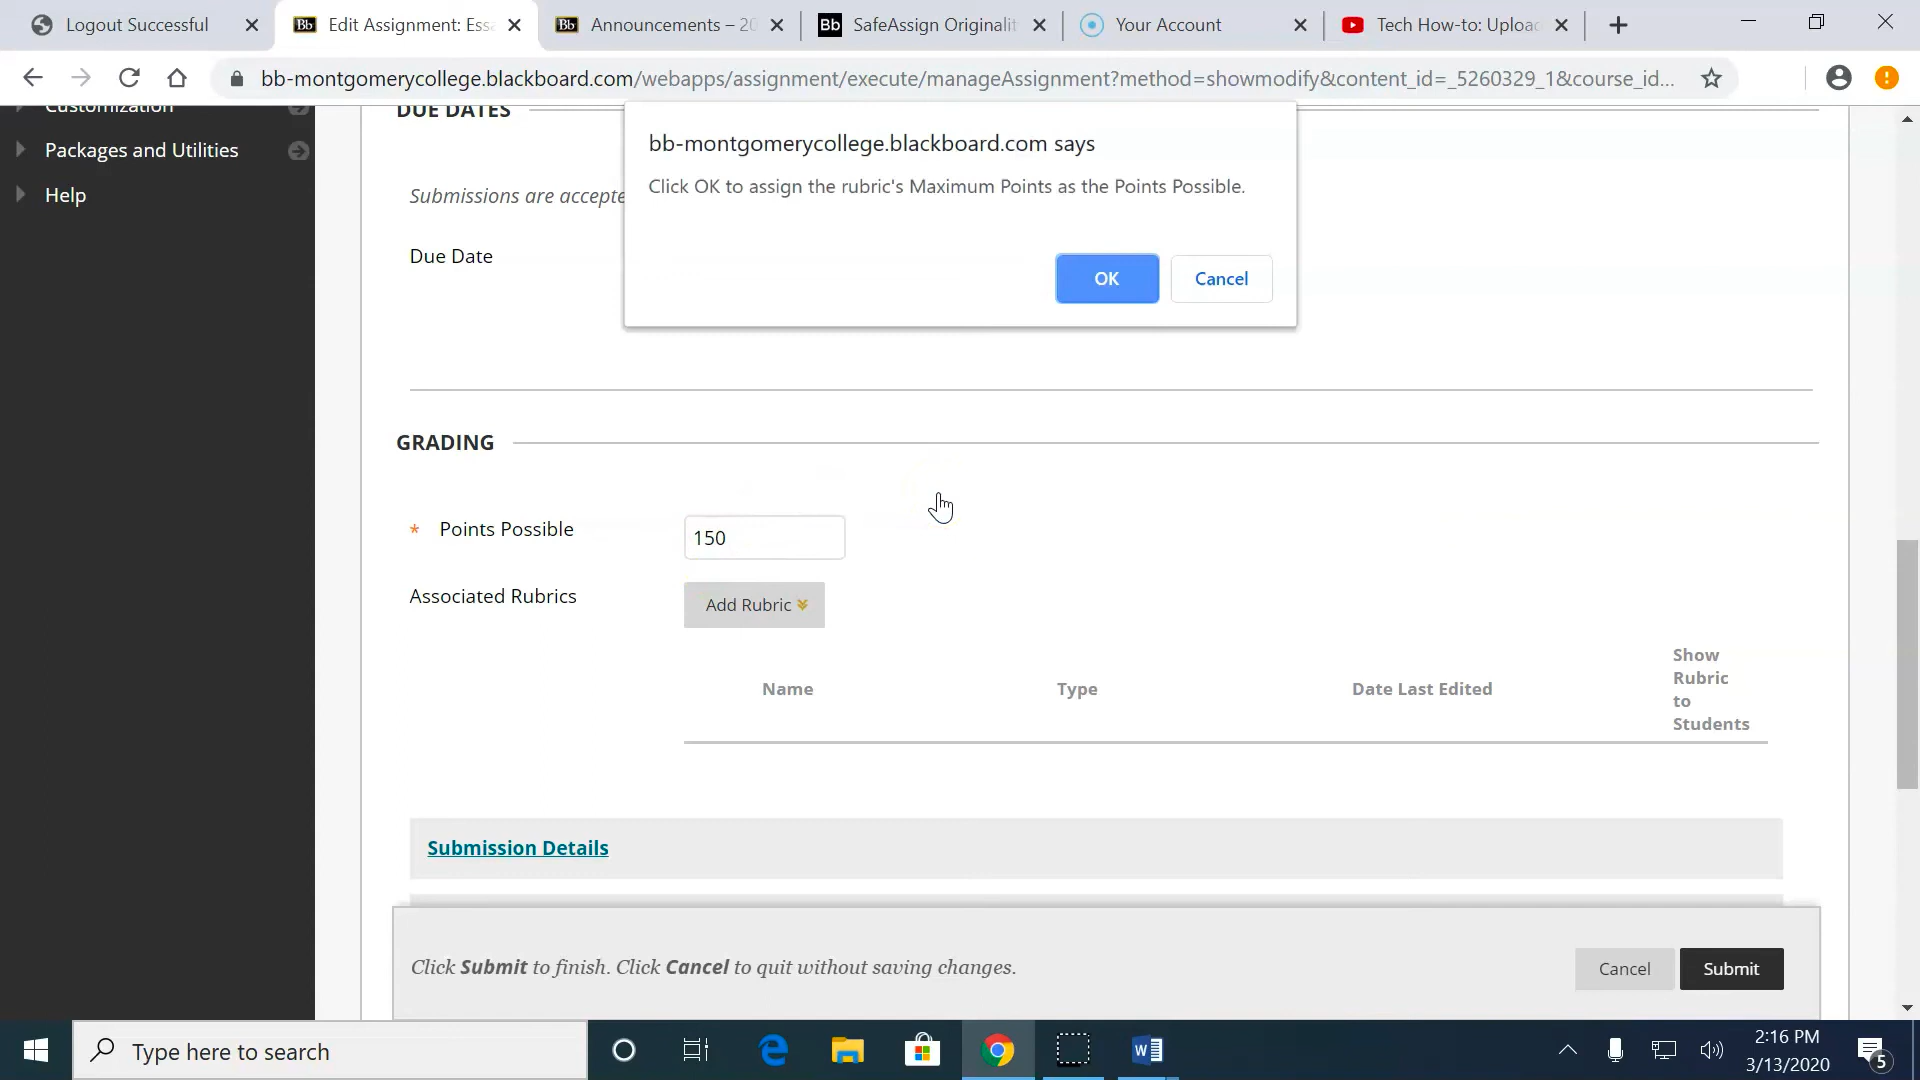 Logout Successful
Edit Assignment: Ess
Announcements – 20
SafeAssign Originali
Your Account
Tech How-to: Uploa
bb-montgomerycollege.blackboard.com/webapps/assignment/execute/manageAssignment?method=showmodify&content_id=_5260329_1&course_id...
Customization
Packages and Utilities
Help
DUE DATES
bb-montgomerycollege.blackboard.com says
Click OK to assign the rubric's Maximum Points as the Points Possible.
OK
Cancel
Submissions are accepte
Due Date
GRADING
* Points Possible
150
Associated Rubrics
Add Rubric
Name
Type
Date Last Edited
Show
Rubric
to
Students
Submission Details
Click Submit to finish. Click Cancel to quit without saving changes.
Cancel
Submit
Type here to search
2:16 PM
3/13/2020
5